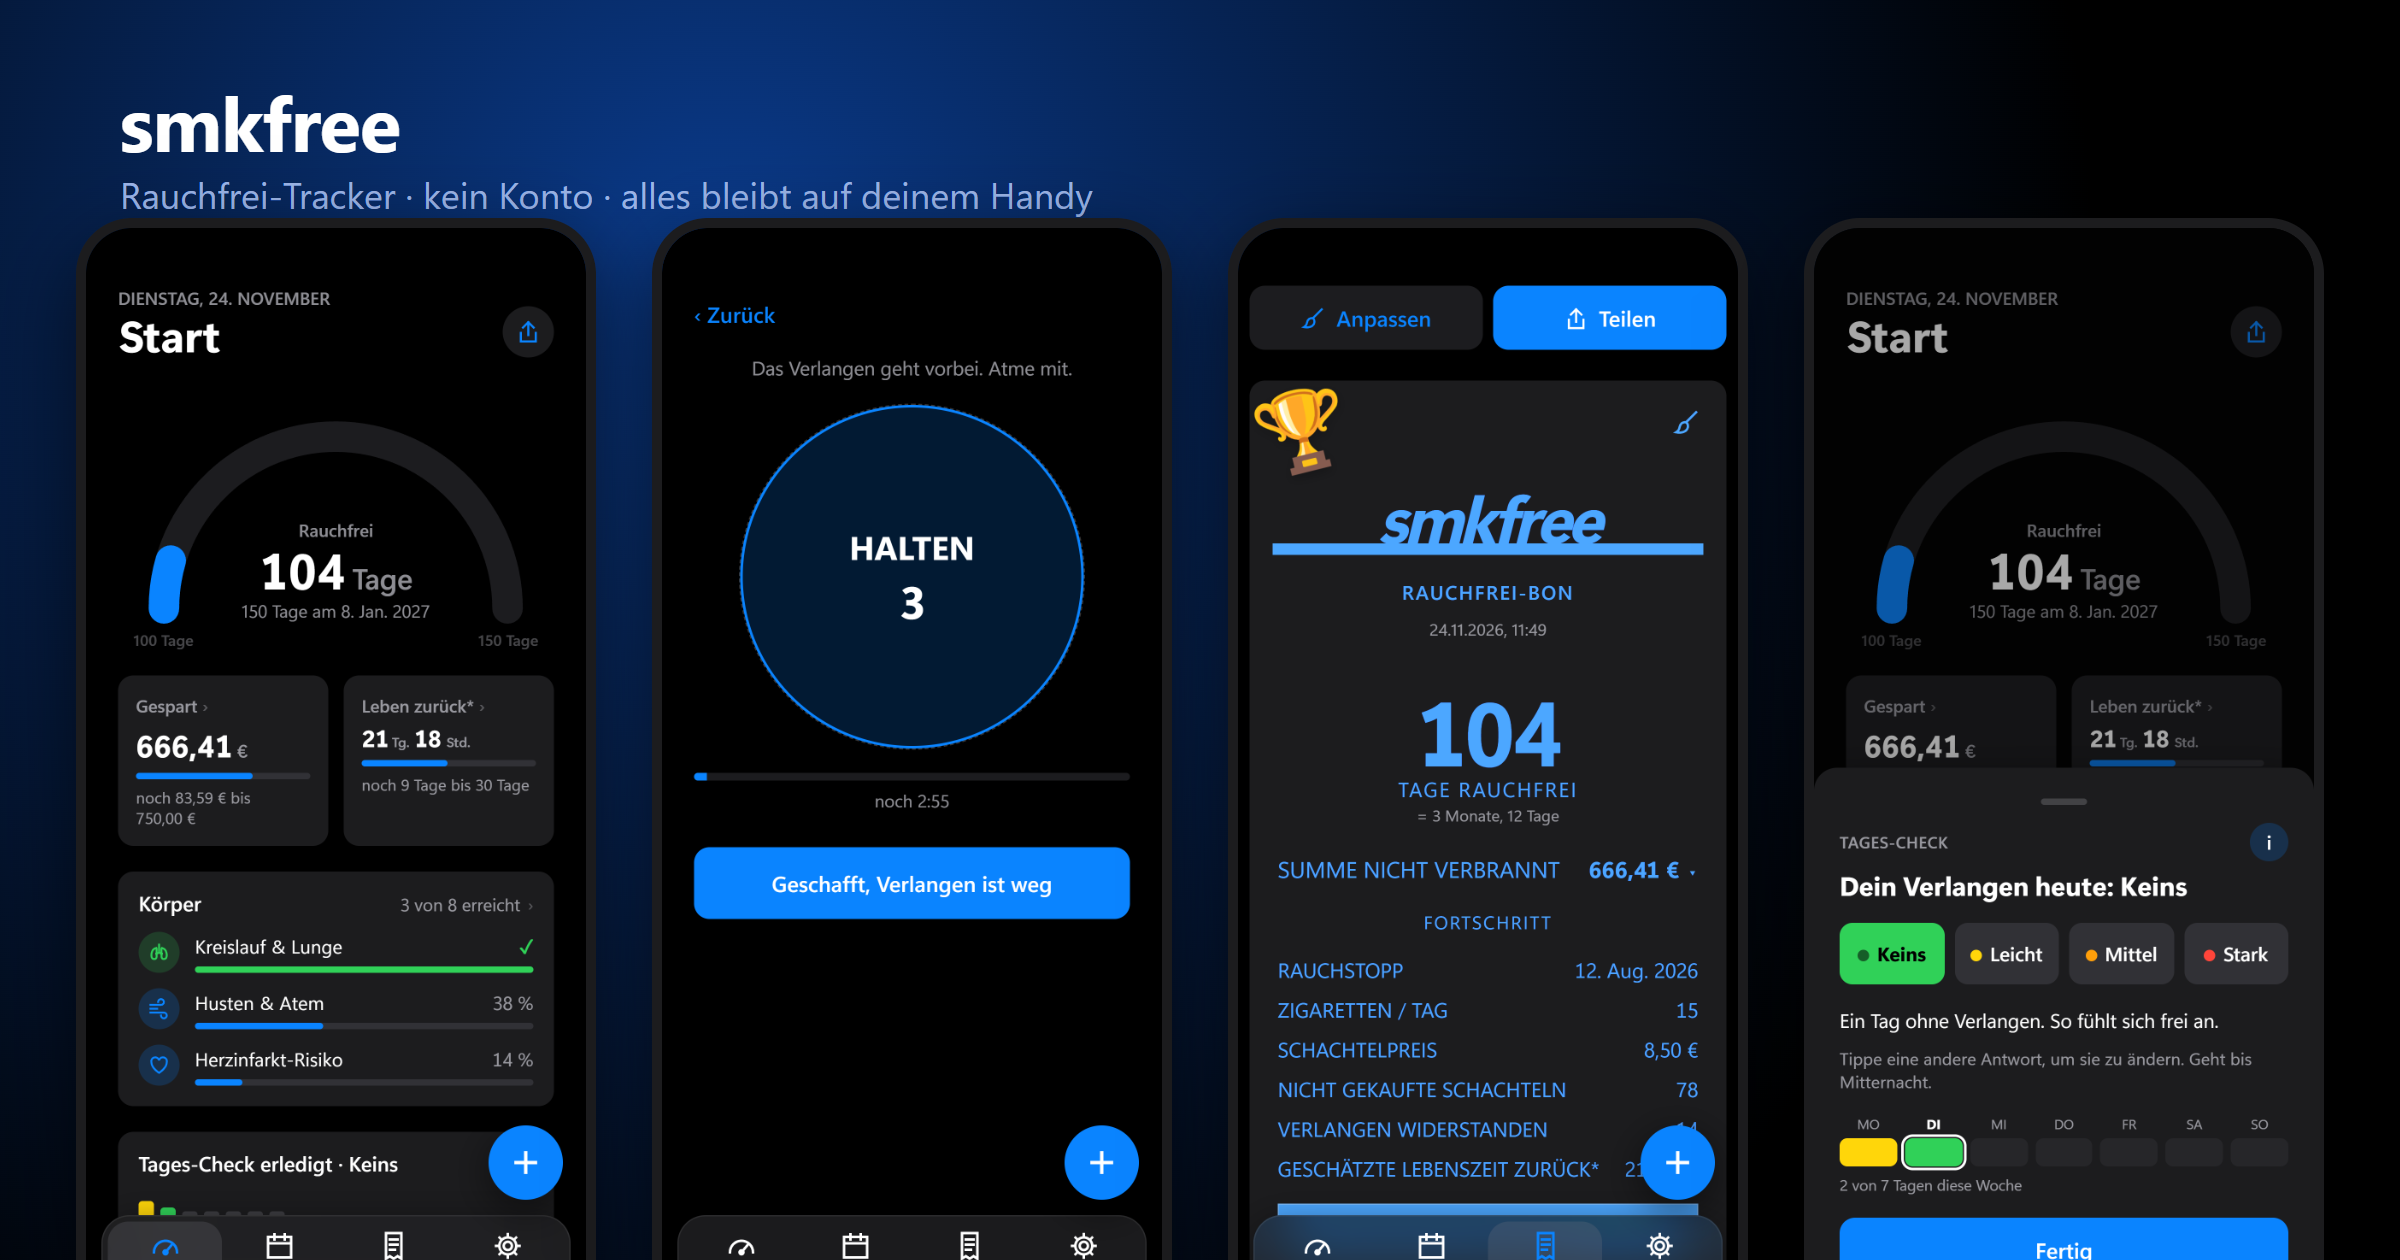 smkfree
Rauchfrei-Tracker · kein Konto · alles bleibt auf deinem Handy
DIENSTAG, 24. NOVEMBER
Start
Rauchfrei
104 Tage
150 Tage am 8. Jan. 2027
100 Tage
150 Tage
Gespart ›
666,41 €
noch 83,59 € bis
750,00 €
Leben zurück* ›
21 Tg. 18 Std.
noch 9 Tage bis 30 Tage
Körper
3 von 8 erreicht ›
Kreislauf & Lunge ✓
Husten & Atem 38 %
Herzinfarkt-Risiko 14 %
Tages-Check erledigt · Keins
+
‹ Zurück
Das Verlangen geht vorbei. Atme mit.
HALTEN
3
noch 2:55
Geschafft, Verlangen ist weg
+
Anpassen
Teilen
smkfree
RAUCHFREI-BON
24.11.2026, 11:49
104
TAGE RAUCHFREI
= 3 Monate, 12 Tage
SUMME NICHT VERBRANNT 666,41 €
FORTSCHRITT
RAUCHSTOPP 12. Aug. 2026
ZIGARETTEN / TAG 15
SCHACHTELPREIS 8,50 €
NICHT GEKAUFTE SCHACHTELN 78
VERLANGEN WIDERSTANDEN
GESCHÄTZTE LEBENSZEIT ZURÜCK*
+
DIENSTAG, 24. NOVEMBER
Start
Rauchfrei
104 Tage
150 Tage am 8. Jan. 2027
100 Tage
150 Tage
Gespart ›
666,41 €
Leben zurück* ›
21 Tg. 18 Std.
TAGES-CHECK
i
Dein Verlangen heute: Keins
Keins
Leicht
Mittel
Stark
Ein Tag ohne Verlangen. So fühlt sich frei an.
Tippe eine andere Antwort, um sie zu ändern. Geht bis
Mitternacht.
MO DI MI DO FR SA SO
2 von 7 Tagen diese Woche
Fertig